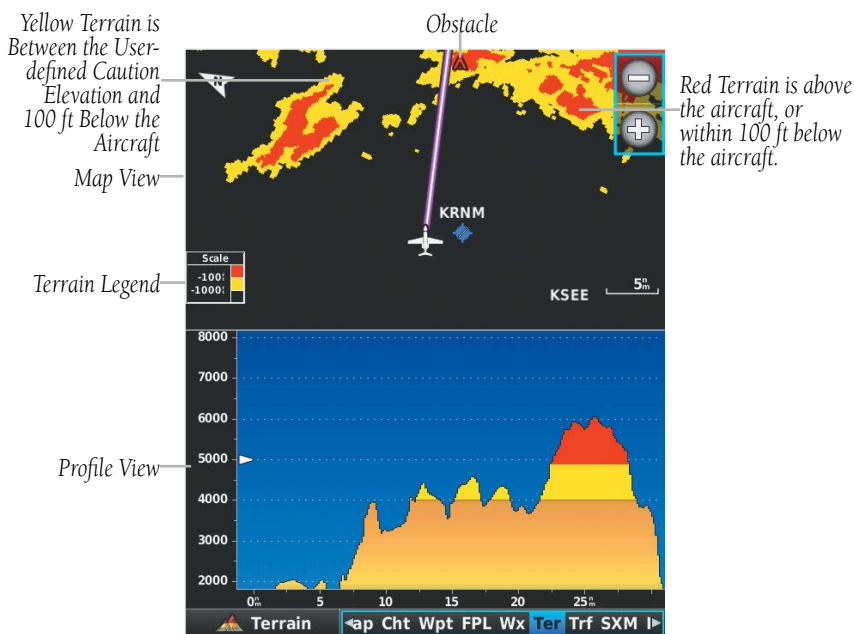 Yellow Terrain is
Between the User-
defined Caution
Elevation and
100 ft Below the
Aircraft
Obstacle
N
Red Terrain is above
the aircraft, or
within 100 ft below
the aircraft.
Map View
KRNM
Scale
-100ft
-1000ft
Terrain Legend
KSEE
5nm
8000
7000
6000
5000
4000
3000
2000
Profile View
0nm 5 10 15 20 25nm
Terrain
ap Cht Wpt FPL Wx Ter Trf SXM